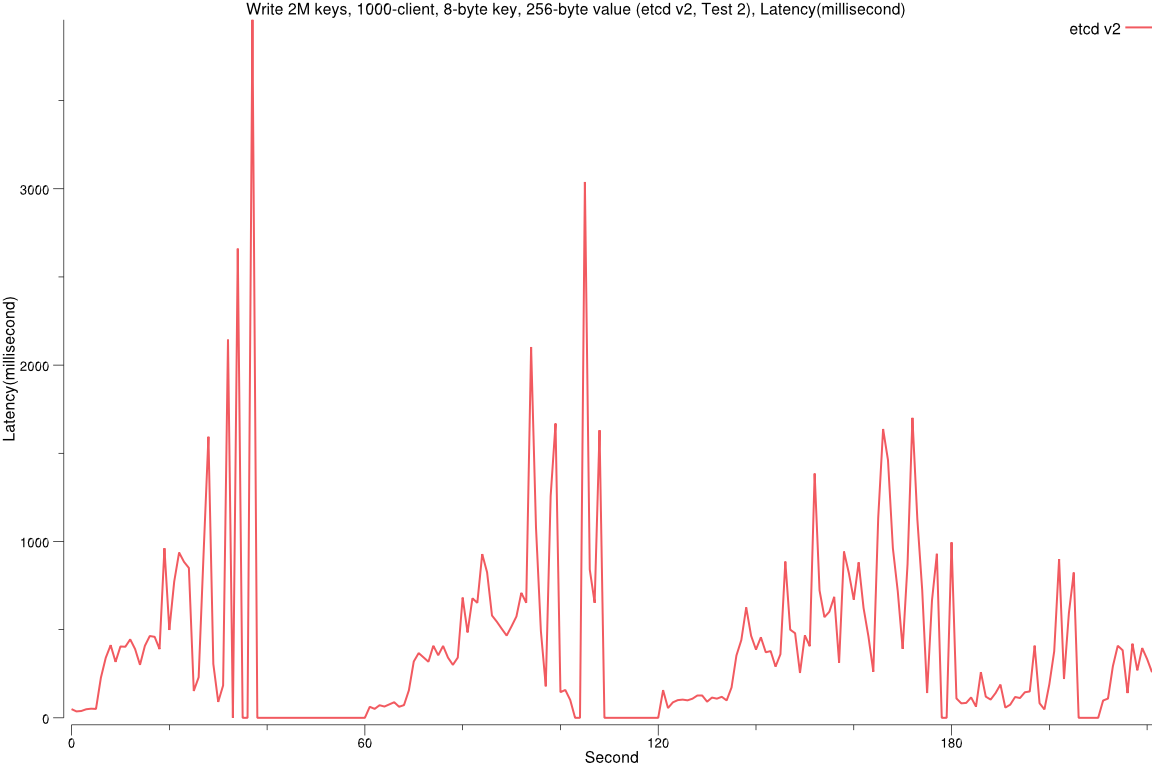 Write 2M keys, 1000-client, 8-byte key, 256-byte value (etcd v2, Test 2), Latency(millisecond)
etcd v2
3000
2000
1000
0
Latency(millisecond)
0 60 120 180
Second